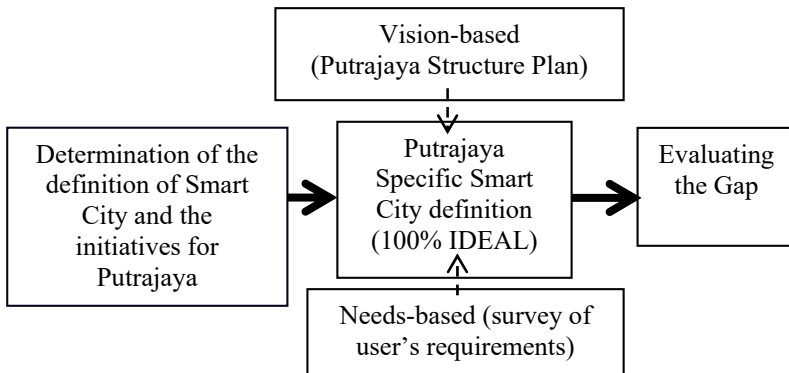 Vision-based
(Putrajaya Structure Plan)
Determination of the
definition of Smart
City and the
initiatives for
Putrajaya
Putrajaya
Specific Smart
City definition
(100% IDEAL)
Evaluating
the Gap
Needs-based (survey of
user’s requirements)